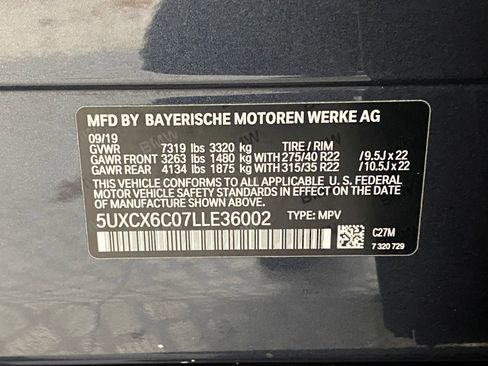 MFD BY BAYERISCHE MOTOREN WERKE AG
09/19
GVWR 7319 lbs 3320 kg TIRE / RIM
GAWR FRONT 3263 lbs 1480 kg WITH 275/40 R22 / 9.5J x 22
GAWR REAR 4134 lbs 1875 kg WITH 315/35 R22 / 10.5J x 22
THIS VEHICLE CONFORMS TO ALL APPLICABLE U. S. FEDERAL
MOTOR VEHICLE SAFETY STANDARDS IN EFFECT ON THE DATE OF
MANUFACTURE SHOWN ABOVE.
5UXCX6C07LLE36002 TYPE: MPV
C27M
7 320 729